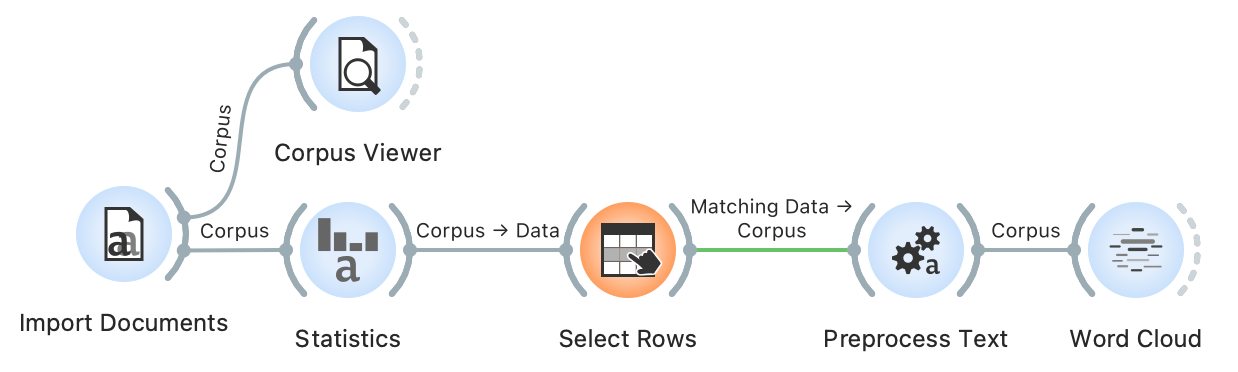 Corpus
Corpus Viewer
Corpus
Corpus → Data
Matching Data →
Corpus
Corpus
a
a
a
a
Import Documents
Statistics
Select Rows
Preprocess Text
Word Cloud